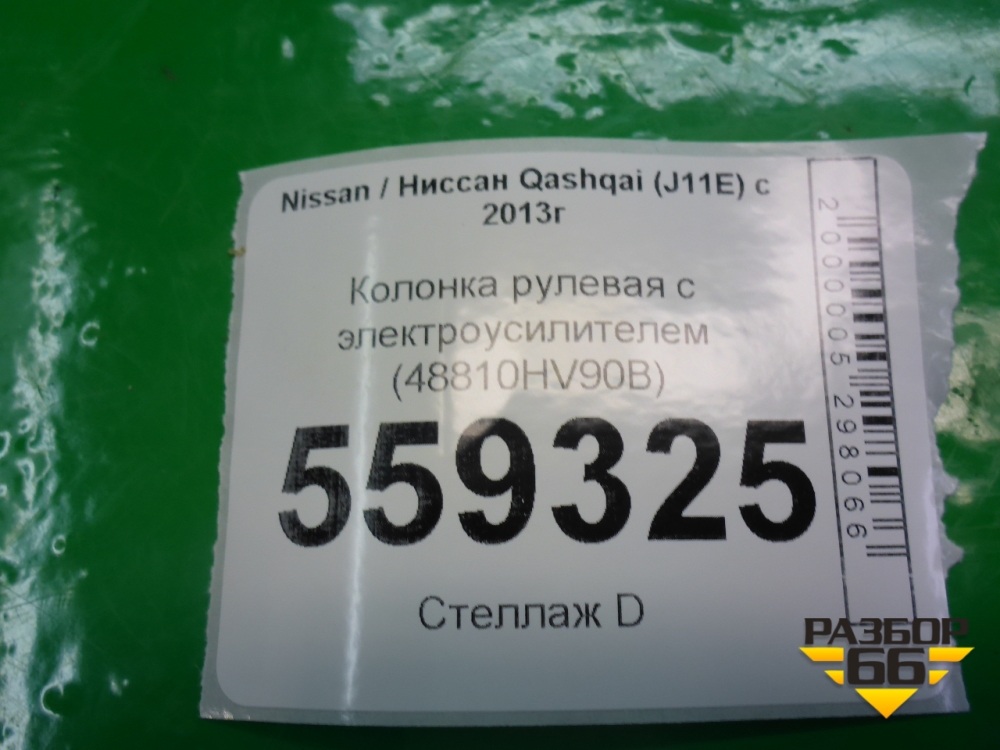 Nissan / Ниссан Qashqai (J11E) с
2013г
Колонка рулевая с
электроусилителем
(48810HV90B)
559325
Стеллаж D
2000005298066
РАЗБОР
66